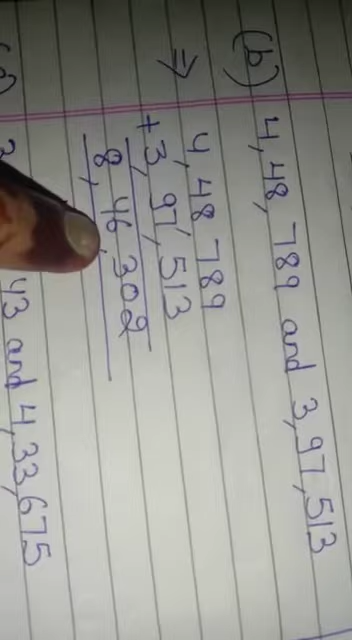 (b) 4,48,789 and 3,97,513
⇒ 4,48 789
+ 3,97,513
8,46 302
43 and 4,33,675